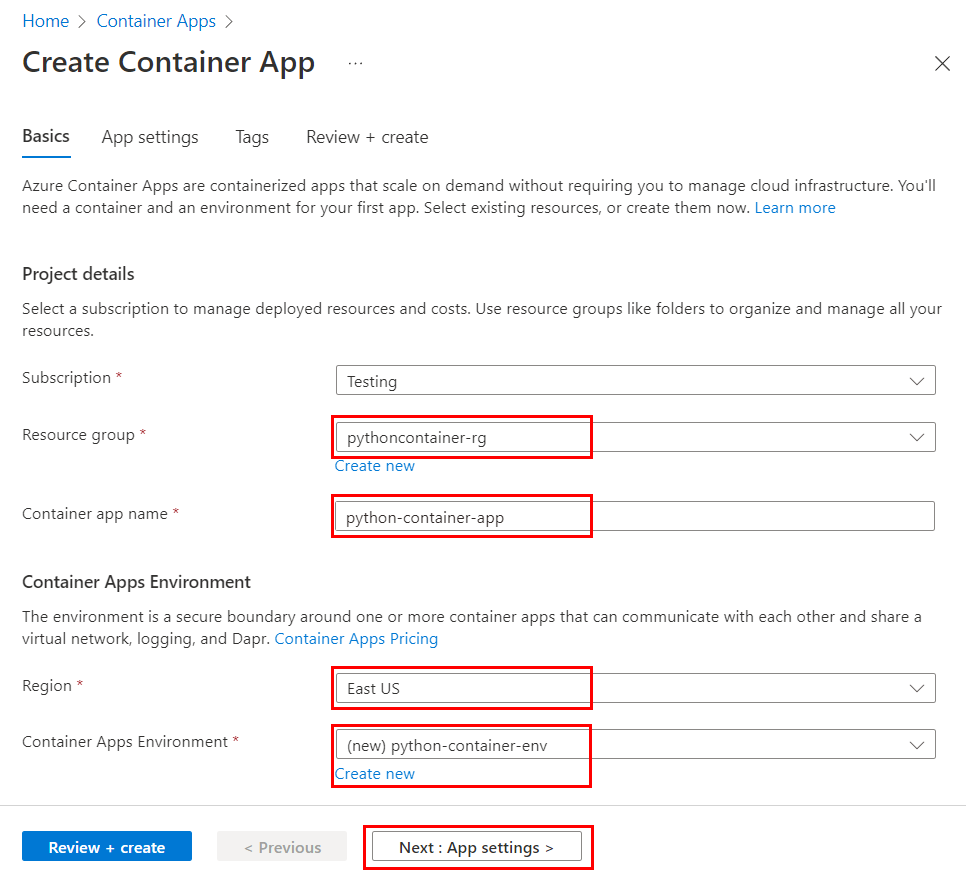 Home > Container Apps >
Create Container App ...
Basics App settings Tags Review + create
Azure Container Apps are containerized apps that scale on demand without requiring you to manage cloud infrastructure. You'll
need a container and an environment for your first app. Select existing resources, or create them now. Learn more
Project details
Select a subscription to manage deployed resources and costs. Use resource groups like folders to organize and manage all your
resources.
Subscription * Testing
Resource group * pythoncontainer-rg
Create new
Container app name * python-container-app
Container Apps Environment
The environment is a secure boundary around one or more container apps that can communicate with each other and share a
virtual network, logging, and Dapr. Container Apps Pricing
Region * East US
Container Apps Environment * (new) python-container-env
Create new
Review + create < Previous Next : App settings >